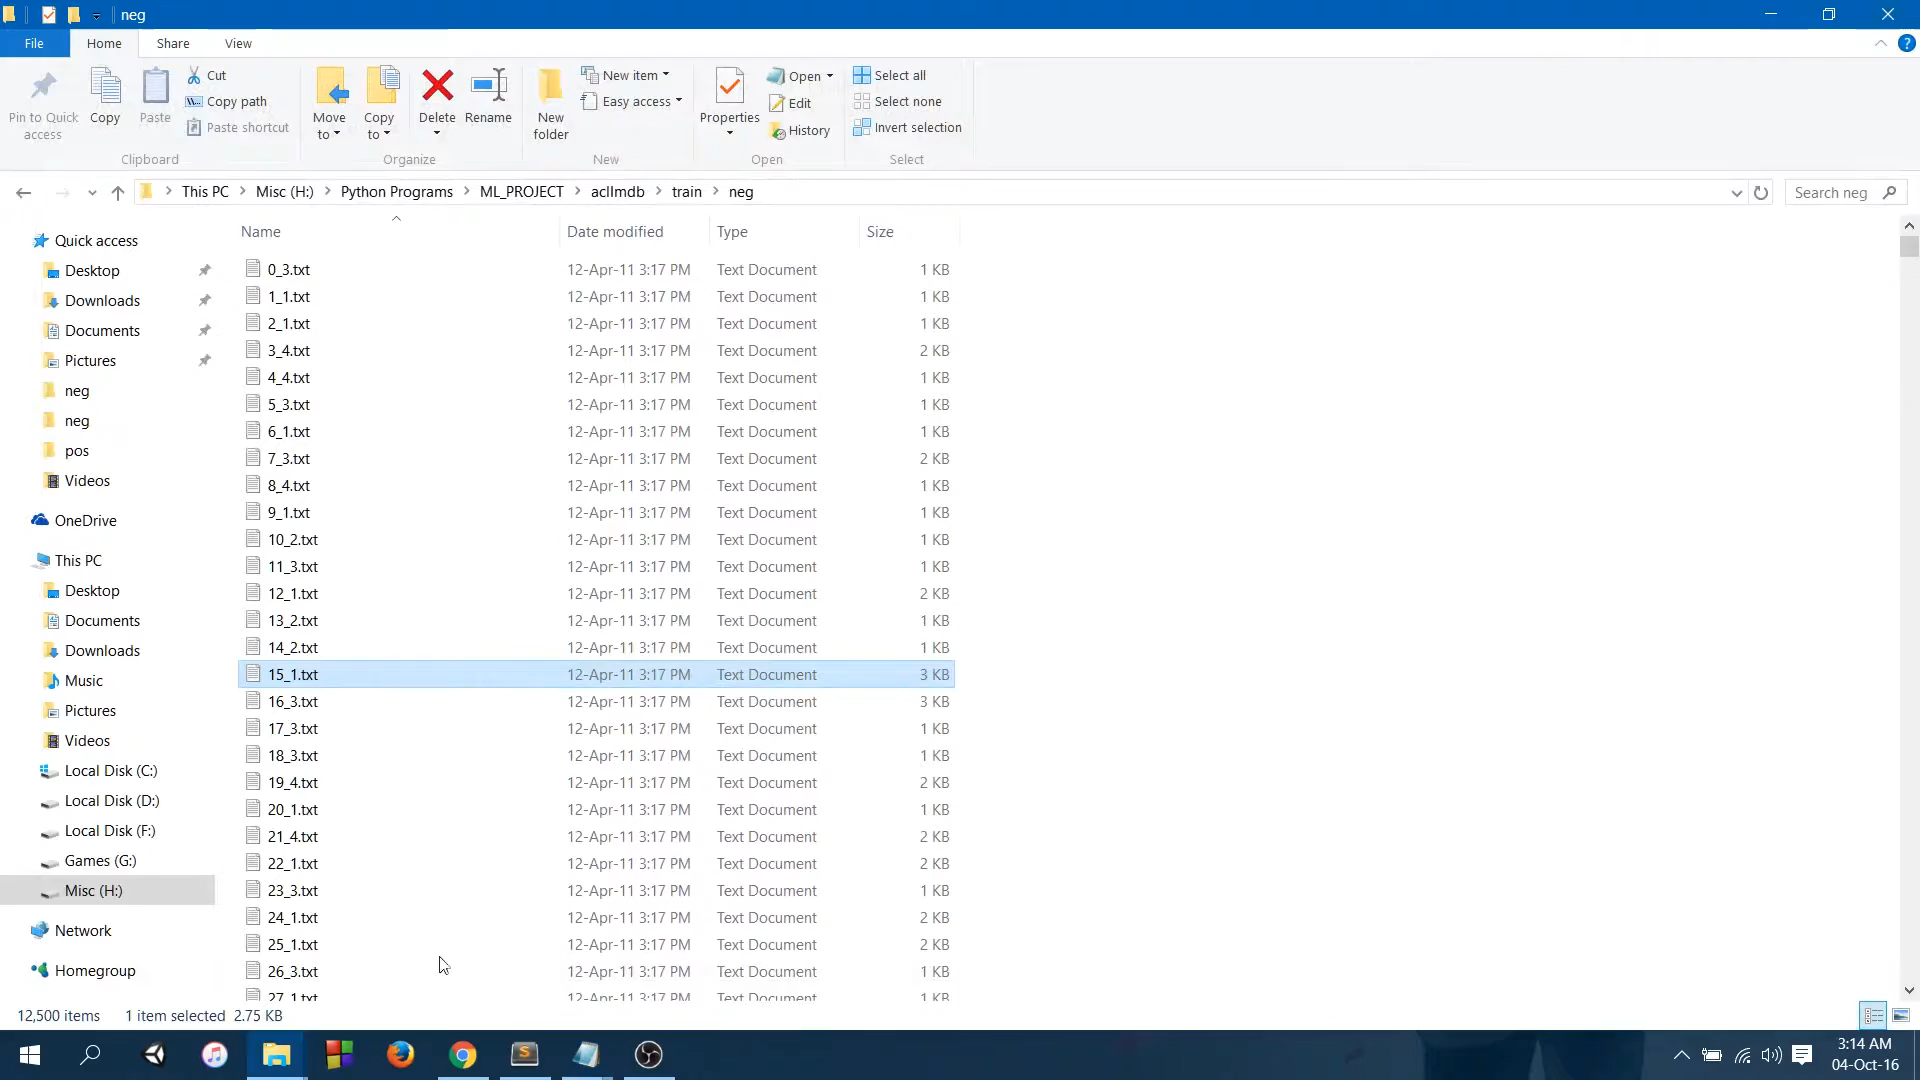 neg
File Home Share View
Pin to Quick access
Copy
Paste
Cut
Copy path
Paste shortcut
Clipboard
Move to
Copy to
Delete
Rename
Organize
New folder
New item
Easy access
New
Properties
Open
Edit
History
Open
Select all
Select none
Invert selection
Select
This PC Misc (H:) Python Programs ML_PROJECT aclImdb train neg
Search neg
Quick access
Desktop
Downloads
Documents
Pictures
neg
neg
pos
Videos
OneDrive
This PC
Desktop
Documents
Downloads
Music
Pictures
Videos
Local Disk (C:)
Local Disk (D:)
Local Disk (F:)
Games (G:)
Misc (H:)
Network
Homegroup
Name Date modified Type Size
0_3.txt 12-Apr-11 3:17 PM Text Document 1 KB
1_1.txt 12-Apr-11 3:17 PM Text Document 1 KB
2_1.txt 12-Apr-11 3:17 PM Text Document 1 KB
3_4.txt 12-Apr-11 3:17 PM Text Document 2 KB
4_4.txt 12-Apr-11 3:17 PM Text Document 1 KB
5_3.txt 12-Apr-11 3:17 PM Text Document 1 KB
6_1.txt 12-Apr-11 3:17 PM Text Document 1 KB
7_3.txt 12-Apr-11 3:17 PM Text Document 2 KB
8_4.txt 12-Apr-11 3:17 PM Text Document 1 KB
9_1.txt 12-Apr-11 3:17 PM Text Document 1 KB
10_2.txt 12-Apr-11 3:17 PM Text Document 1 KB
11_3.txt 12-Apr-11 3:17 PM Text Document 1 KB
12_1.txt 12-Apr-11 3:17 PM Text Document 2 KB
13_2.txt 12-Apr-11 3:17 PM Text Document 1 KB
14_2.txt 12-Apr-11 3:17 PM Text Document 1 KB
15_1.txt 12-Apr-11 3:17 PM Text Document 3 KB
16_3.txt 12-Apr-11 3:17 PM Text Document 3 KB
17_3.txt 12-Apr-11 3:17 PM Text Document 1 KB
18_3.txt 12-Apr-11 3:17 PM Text Document 1 KB
19_4.txt 12-Apr-11 3:17 PM Text Document 2 KB
20_1.txt 12-Apr-11 3:17 PM Text Document 1 KB
21_4.txt 12-Apr-11 3:17 PM Text Document 2 KB
22_1.txt 12-Apr-11 3:17 PM Text Document 2 KB
23_3.txt 12-Apr-11 3:17 PM Text Document 1 KB
24_1.txt 12-Apr-11 3:17 PM Text Document 2 KB
25_1.txt 12-Apr-11 3:17 PM Text Document 2 KB
26_3.txt 12-Apr-11 3:17 PM Text Document 1 KB
27_1.txt 12-Apr-11 3:17 PM Text Document 1 KB
12,500 items 1 item selected 2.75 KB
3:14 AM
04-Oct-16